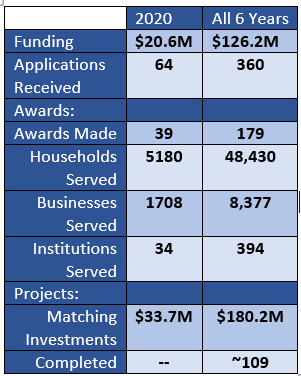 2020 All 6 Years
Funding $20.6M $126.2M
Applications 64 360
Received
Awards:
Awards Made 39 179
Households 5180 48,430
Served
Businesses 1708 8,377
Served
Institutions 34 394
Served
Projects:
Matching $33.7M $180.2M
Investments
Completed -- ~109